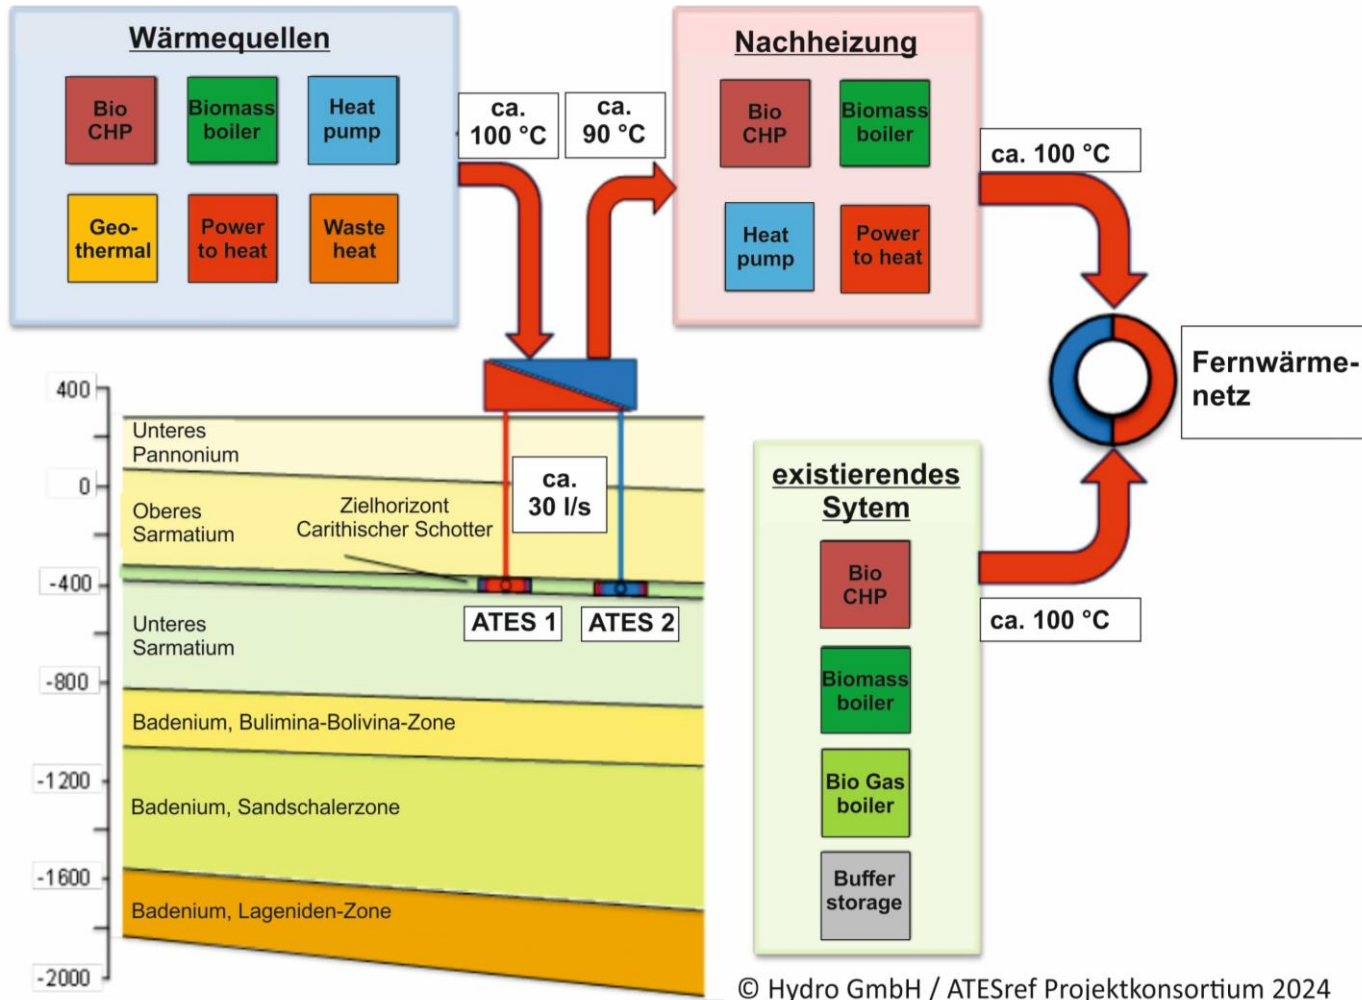 Wärmequellen
Bio
CHP
Biomass
boiler
Heat
pump
Geo-
thermal
Power
to heat
Waste
heat
ca.
100 °C
ca.
90 °C
Nachheizung
Bio
CHP
Biomass
boiler
Heat
pump
Power
to heat
ca. 100 °C
Fernwärme-
netz
400
0
-400
-800
-1200
-1600
-2000
Unteres
Pannonium
Oberes
Sarmatium
Zielhorizont
Carithischer Schotter
ca.
30 l/s
ATES 1
ATES 2
Unteres
Sarmatium
Badenium, Bulimina-Bolivina-Zone
Badenium, Sandschalerzone
Badenium, Lageniden-Zone
existierendes
Sytem
Bio
CHP
Biomass
boiler
Bio Gas
boiler
Buffer
storage
ca. 100 °C
© Hydro GmbH / ATESref Projektkonsortium 2024